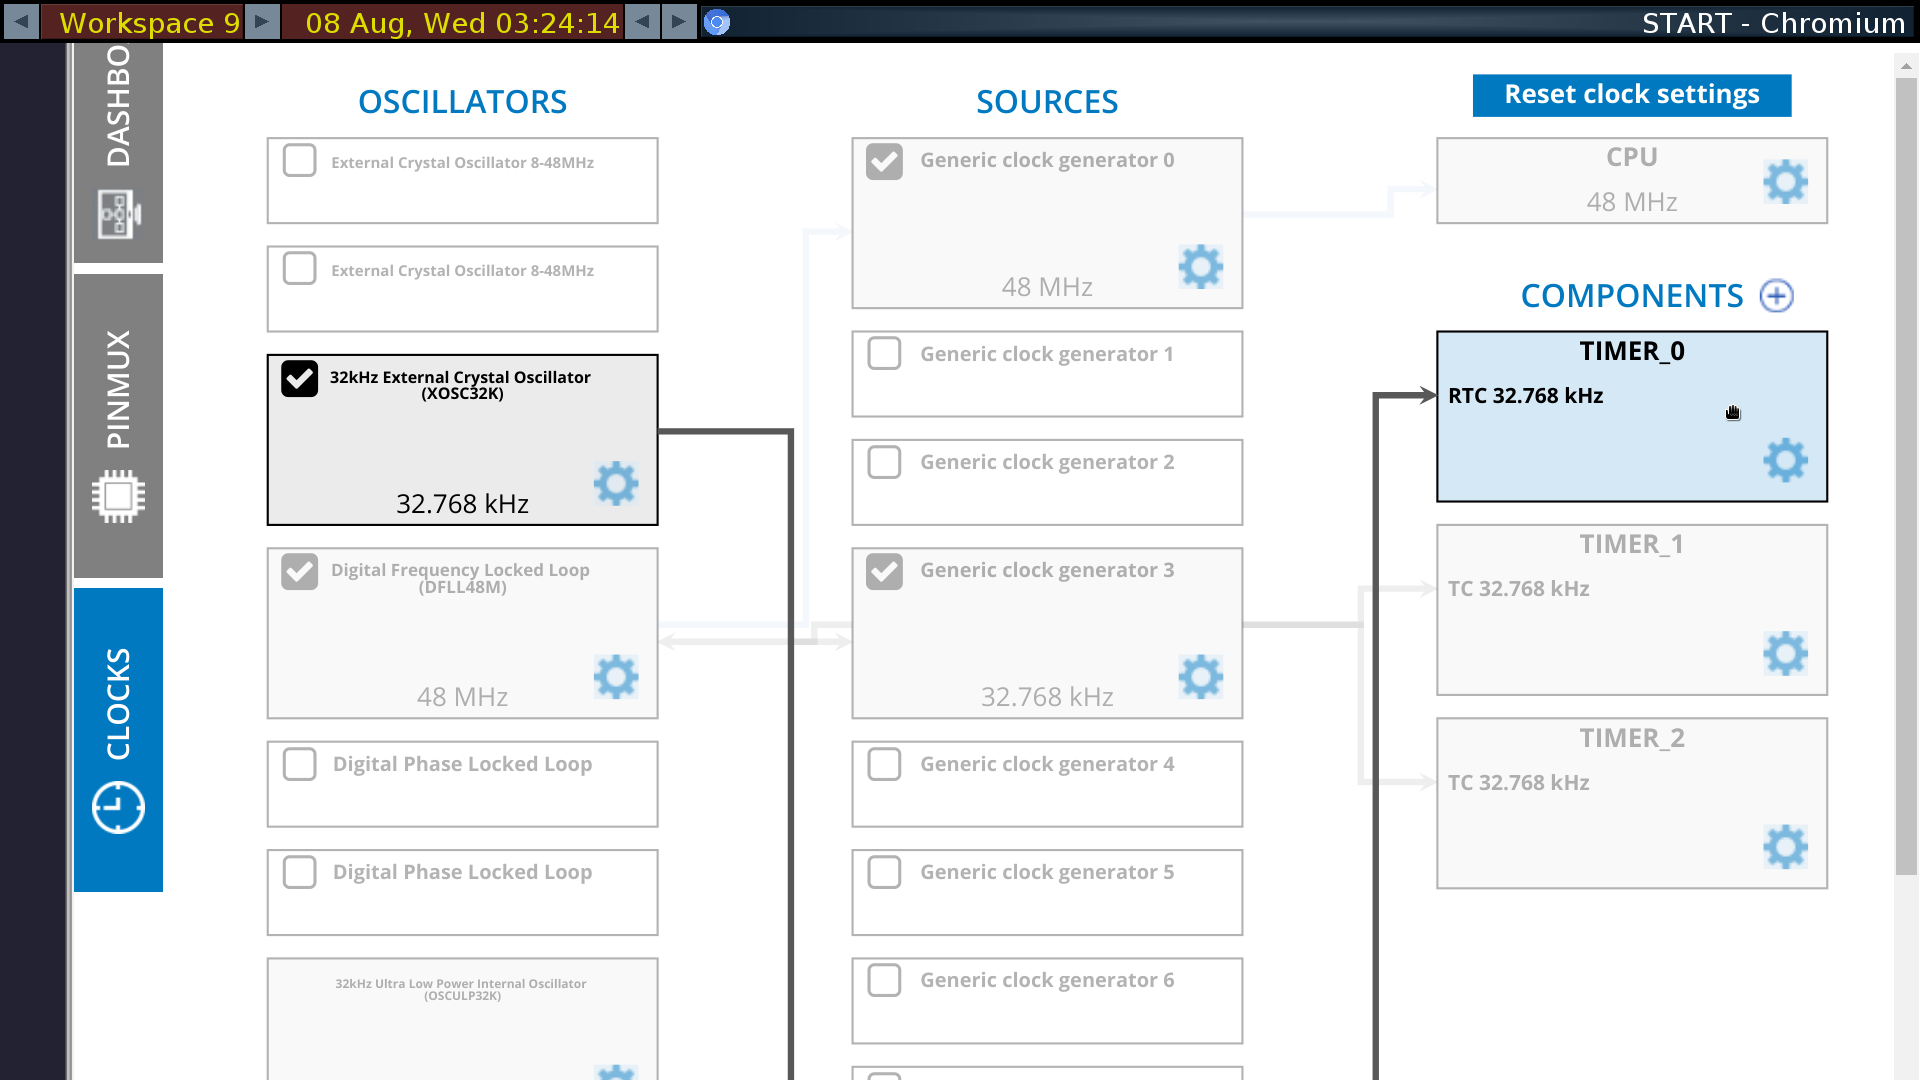 Workspace 9
08 Aug, Wed 03:24:14
START - Chromium
DASHBO
PINMUX
CLOCKS
OSCILLATORS
External Crystal Oscillator 8-48MHz
External Crystal Oscillator 8-48MHz
32kHz External Crystal Oscillator
(XOSC32K)
32.768 kHz
Digital Frequency Locked Loop
(DFLL48M)
48 MHz
Digital Phase Locked Loop
Digital Phase Locked Loop
32kHz Ultra Low Power Internal Oscillator
(OSCULP32K)
SOURCES
Generic clock generator 0
48 MHz
Generic clock generator 1
Generic clock generator 2
Generic clock generator 3
32.768 kHz
Generic clock generator 4
Generic clock generator 5
Generic clock generator 6
Reset clock settings
CPU
48 MHz
COMPONENTS
TIMER_0
RTC 32.768 kHz
TIMER_1
TC 32.768 kHz
TIMER_2
TC 32.768 kHz